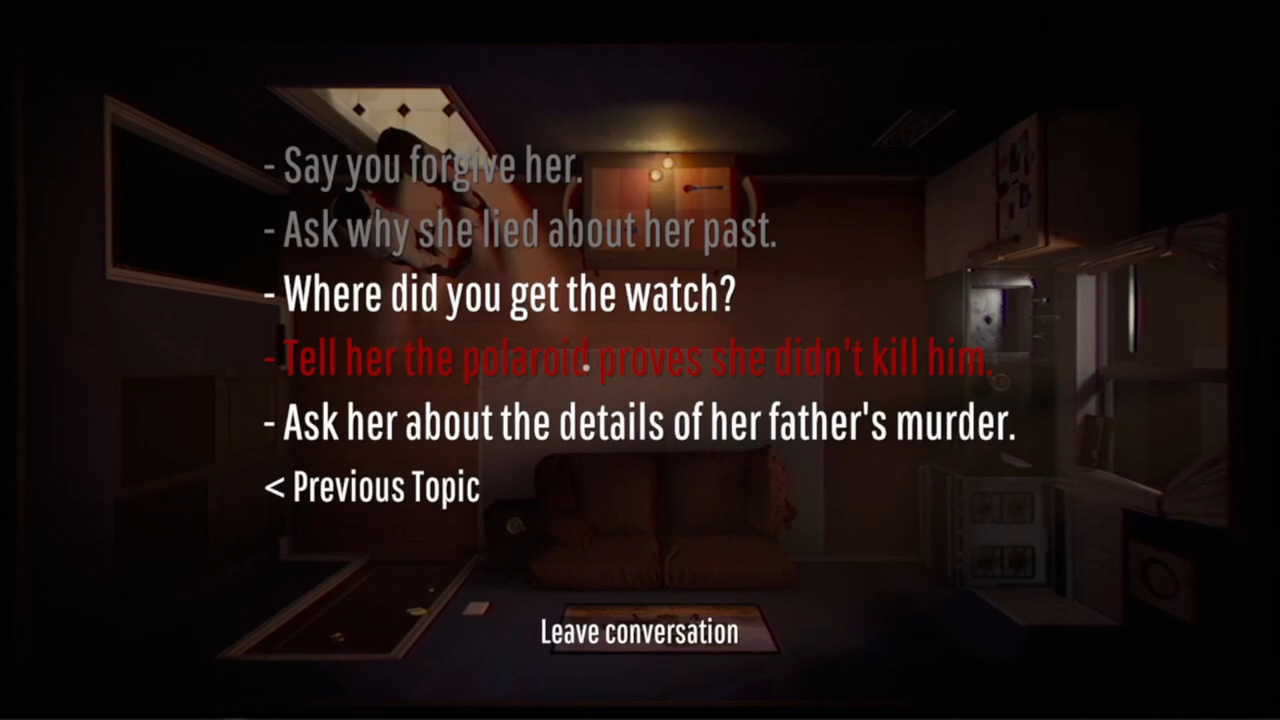 - Say you forgive her.
- Ask why she lied about her past.
- Where did you get the watch?
- Tell her the polaroid proves she didn't kill him.
- Ask her about the details of her father's murder.
< Previous Topic
Leave conversation